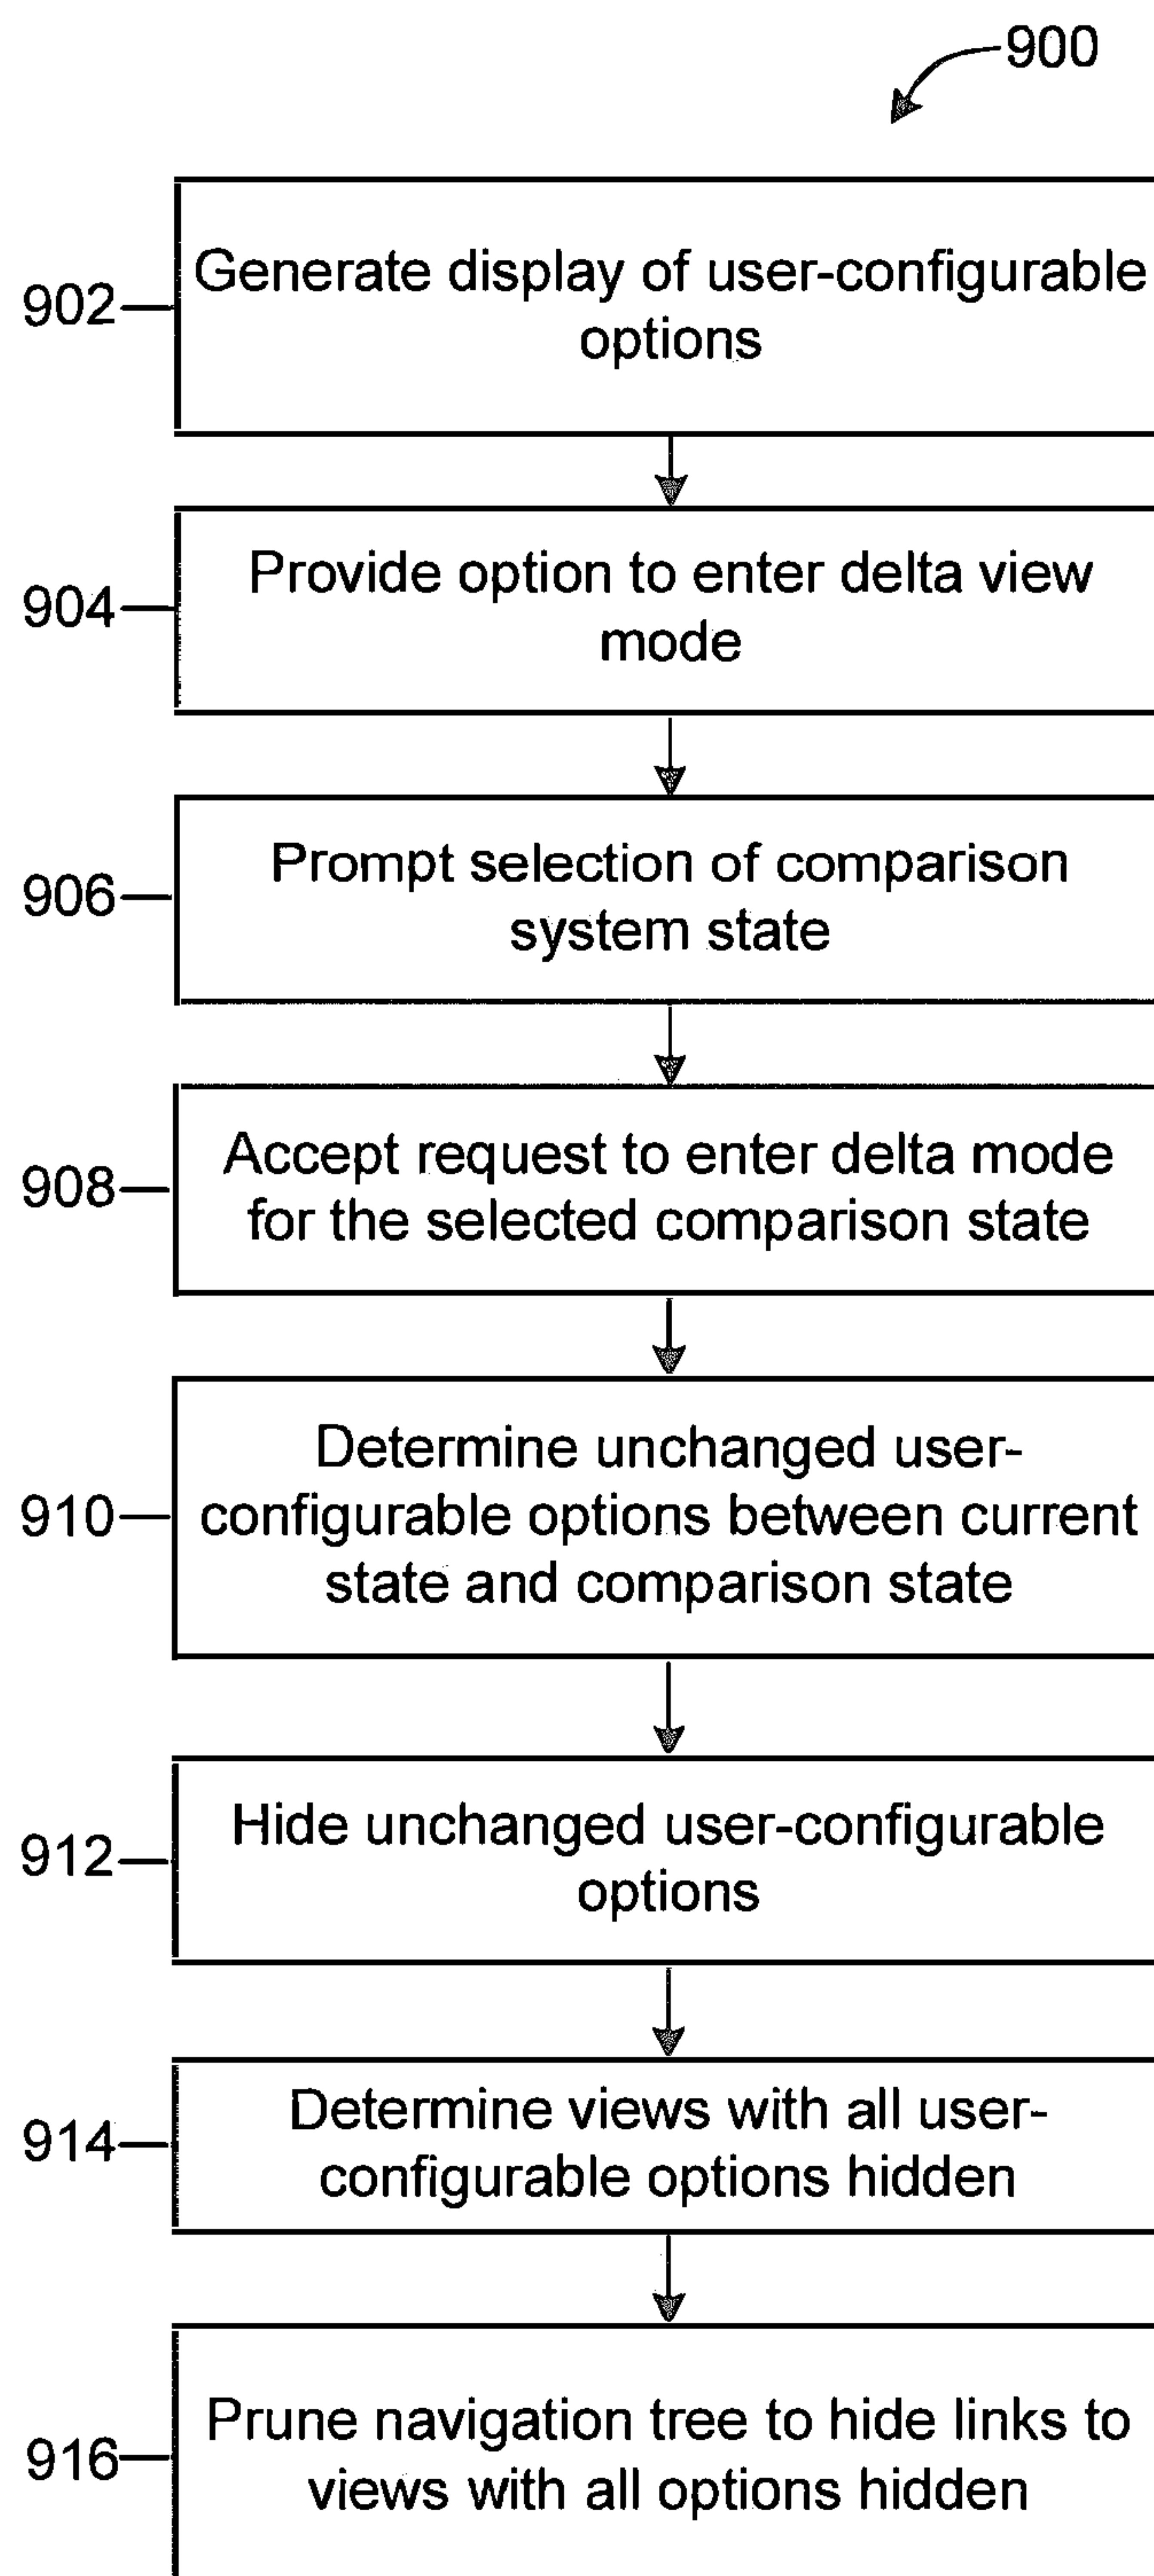 900
902
Generate display of user-configurable
options
904
Provide option to enter delta view
mode
906
Prompt selection of comparison
system state
908
Accept request to enter delta mode
for the selected comparison state
910
Determine unchanged user-
configurable options between current
state and comparison state
912
Hide unchanged user-configurable
options
914
Determine views with all user-
configurable options hidden
916
Prune navigation tree to hide links to
views with all options hidden